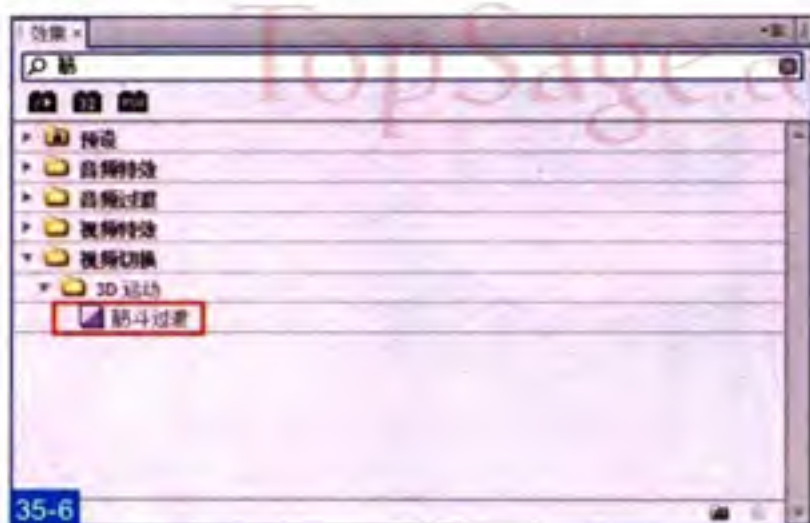 TopSage.c
效果 ×
筋
预设
音频特效
音频过渡
视频特效
视频切换
3D 运动
筋斗过渡
35-6